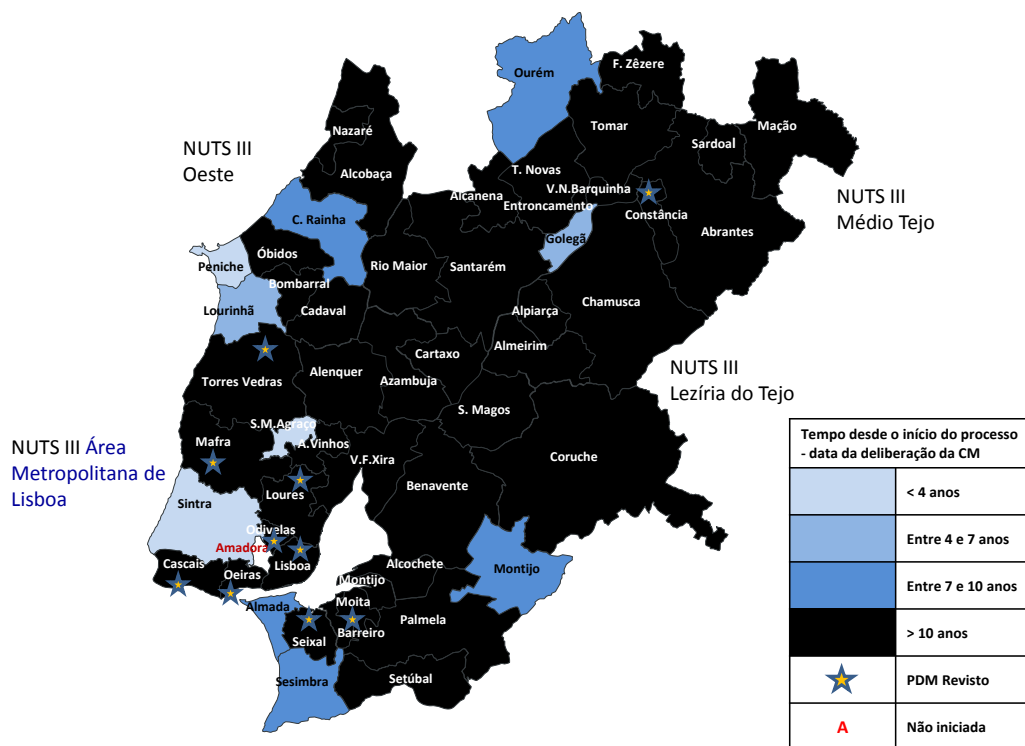 Ourém
F. Zêzere
Nazaré
Tomar
Mação
Sardoal
NUTS III
Oeste
Alcobaça
T. Novas
Alcanena
V.N.Barquinha
Entroncamento
NUTS III
Médio Tejo
C. Rainha
Constância
Abrantes
Golegã
Óbidos
Peniche
Rio Maior
Santarém
Bombarral
Chamusca
Lourinhã
Cadaval
Alpiarça
Almeirim
Cartaxo
NUTS III
Lezíria do Tejo
Torres Vedras
Alenquer
Azambuja
S. Magos
S.M.Agraço
Mafra
A.Vinhos
NUTS III Área
Metropolitana de
Lisboa
V.F.Xira
Coruche
Benavente
Sintra
Loures
Odivelas
Amadora
Cascais
Lisboa
Oeiras
Alcochete
Montijo
Montijo
Almada
Moita
Palmela
Barreiro
Seixal
Sesimbra
Setúbal
Tempo desde o início do processo
- data da deliberação da CM
< 4 anos
Entre 4 e 7 anos
Entre 7 e 10 anos
> 10 anos
PDM Revisto
A Não iniciada